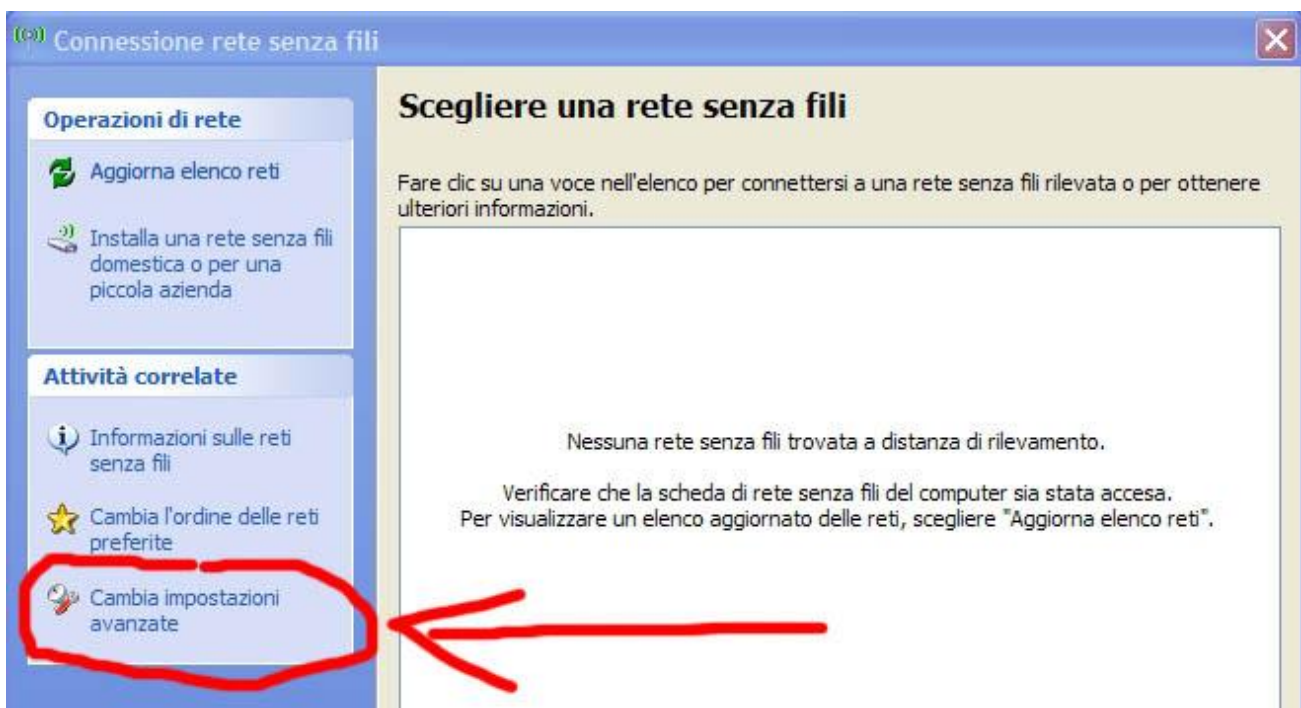 Connessione rete senza fili
Operazioni di rete
Aggiorna elenco reti
Installa una rete senza fili
domestica o per una
piccola azienda
Attività correlate
Informazioni sulle reti
senza fili
Cambia l'ordine delle reti
preferite
Cambia impostazioni
avanzate
Scegliere una rete senza fili
Fare clic su una voce nell'elenco per connettersi a una rete senza fili rilevata o per ottenere
ulteriori informazioni.
Nessuna rete senza fili trovata a distanza di rilevamento.
Verificare che la scheda di rete senza fili del computer sia stata accesa.
Per visualizzare un elenco aggiornato delle reti, scegliere "Aggiorna elenco reti".